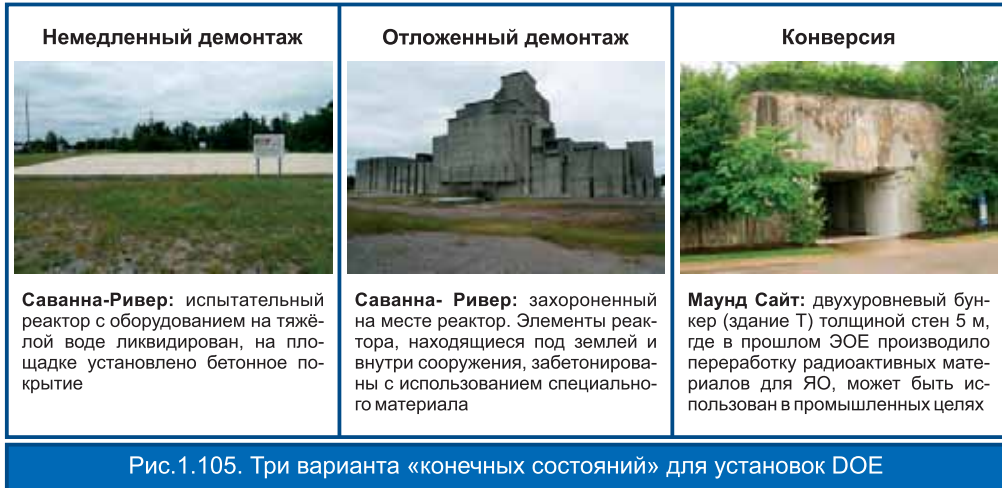 Немедленный демонтаж
Саванна-Ривер: испытательный
реактор с оборудованием на тяжё-
лой воде ликвидирован, на пло-
щадке установлено бетонное по-
крытие
Отложенный демонтаж
Саванна- Ривер: захороненный
на месте реактор. Элементы реак-
тора, находящиеся под землей и
внутри сооружения, забетонирова-
ны с использованием специально-
го материала
Конверсия
Маунд Сайт: двухуровневый бун-
кер (здание Т) толщиной стен 5 м,
где в прошлом ЭОЕ производило
переработку радиоактивных мате-
риалов для ЯО, может быть ис-
пользован в промышленных целях
Рис.1.105. Три варианта «конечных состояний» для установок DOE